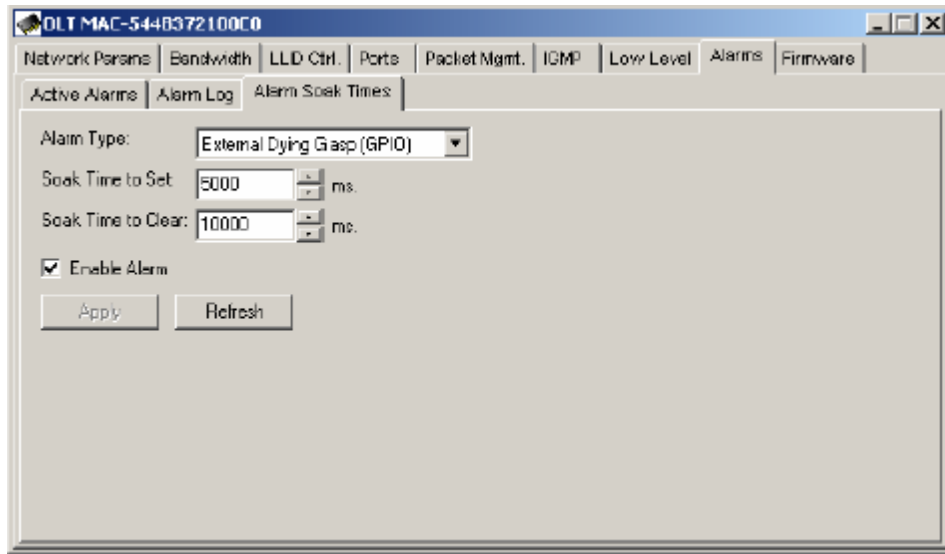 OLT MAC-5448372100C0
Network Params Bandwidth LLID Ctrl. Ports Packet Mgmt. IGMP Low Level Alarms Firmware
Active Alarms Alarm Log Alarm Soak Times
Alarm Type: External Dying Gasp (GPIO)
Soak Time to Set: 5000 ms.
Soak Time to Clear: 10000 ms.
Enable Alarm
Apply Refresh